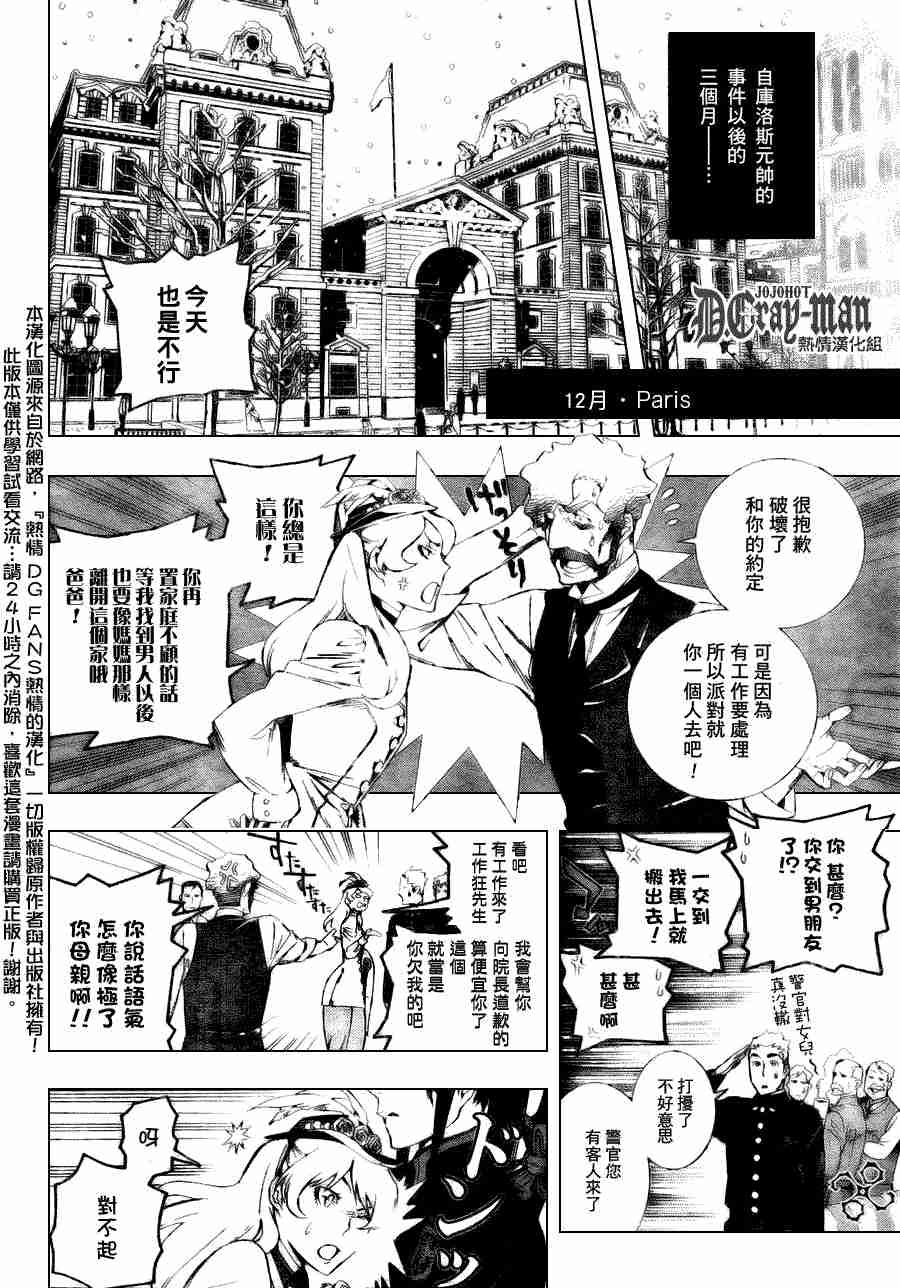 自庫洛斯元帥的
事件以後的
三個月——…
JOJOHOT
D.Gray-man
熱情漢化組
12月・Paris
今天
也是不行
很抱歉
破壞了
和你的約定
可是因為
有工作要處理
所以派對就
你一個人去吧！
げっ
你總是
這樣！
你再
置家庭不顧的話
等我找到男人以後
也要像媽媽那樣
離開這個家哦
爸爸！
你 甚麼？
你交到男朋友
了！？
一交到
我馬上就
搬出去！
甚
甚麼啊
警官對女兒
真沒轍
打擾了
不好意思
警官您
有客人來了
看吧
有工作來了
工作狂先生
我會幫你
向院長道歉的
算便宜你了
這個
就當是
你欠我的吧
すたすたすた
你說話語氣
怎麼像極了
你母親啊！！
ドンッ
呀
對不起
本漢化圖源來自於網路，『熱情DG FANS熱情的漢化』一切版權歸原作者與出版社擁有！
此版本僅供學習試看交流…請24小時之內消除，喜歡這套漫畫請購買正版！謝謝。